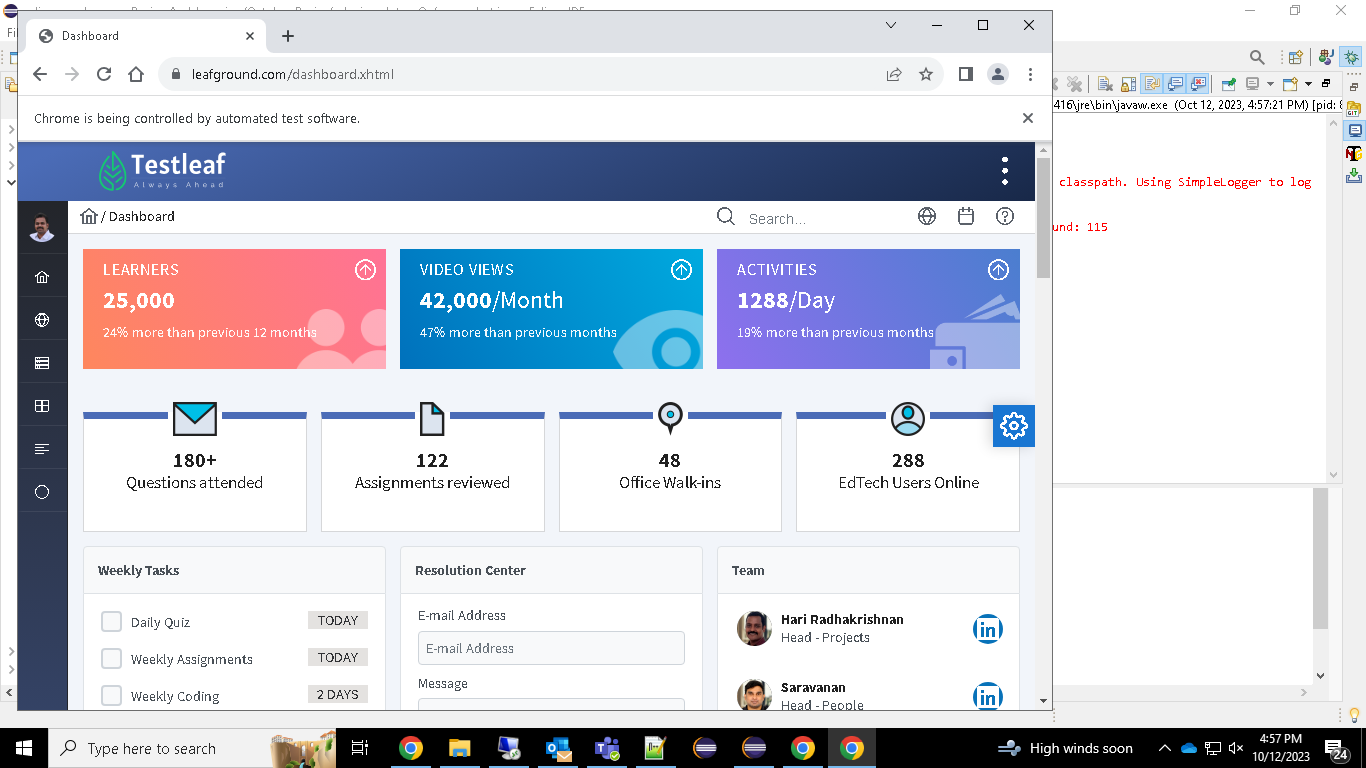 Dashboard
leafground.com/dashboard.xhtml
Chrome is being controlled by automated test software.
416\jre\bin\javaw.exe (Oct 12, 2023, 4:57:21 PM) [pid: 8
classpath. Using SimpleLogger to log
und: 115
Testleaf
Always Ahead
/ Dashboard
Search...
LEARNERS
25,000
24% more than previous 12 months
VIDEO VIEWS
42,000/Month
47% more than previous months
ACTIVITIES
1288/Day
19% more than previous months
180+
Questions attended
122
Assignments reviewed
48
Office Walk-ins
288
EdTech Users Online
Weekly Tasks
Daily Quiz TODAY
Weekly Assignments TODAY
Weekly Coding 2 DAYS
Resolution Center
E-mail Address
E-mail Address
Message
Team
Hari Radhakrishnan
Head - Projects
Saravanan
Head - People
Type here to search
High winds soon
4:57 PM
10/12/2023
24